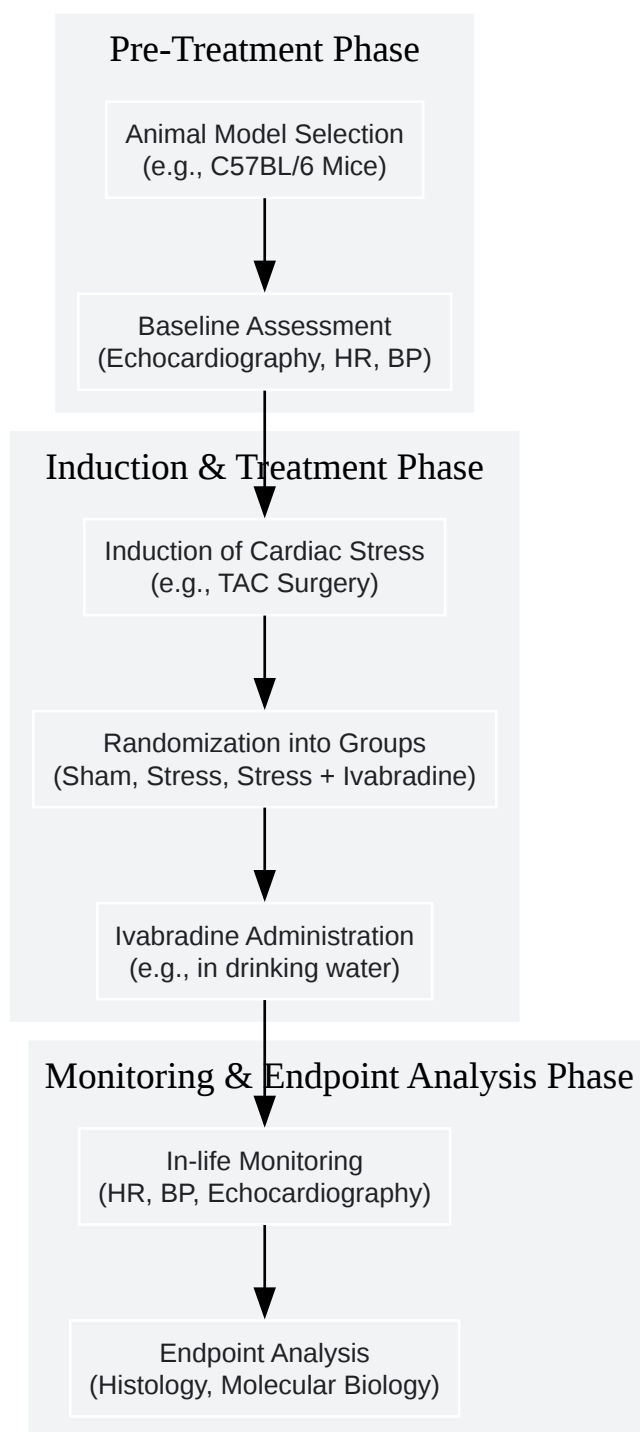 Pre-Treatment Phase
Animal Model Selection
(e.g., C57BL/6 Mice)
Baseline Assessment
(Echocardiography, HR, BP)
Induction & Treatment Phase
Induction of Cardiac Stress
(e.g., TAC Surgery)
Randomization into Groups
(Sham, Stress, Stress + Ivabradine)
Ivabradine Administration
(e.g., in drinking water)
Monitoring & Endpoint Analysis Phase
In-life Monitoring
(HR, BP, Echocardiography)
Endpoint Analysis
(Histology, Molecular Biology)